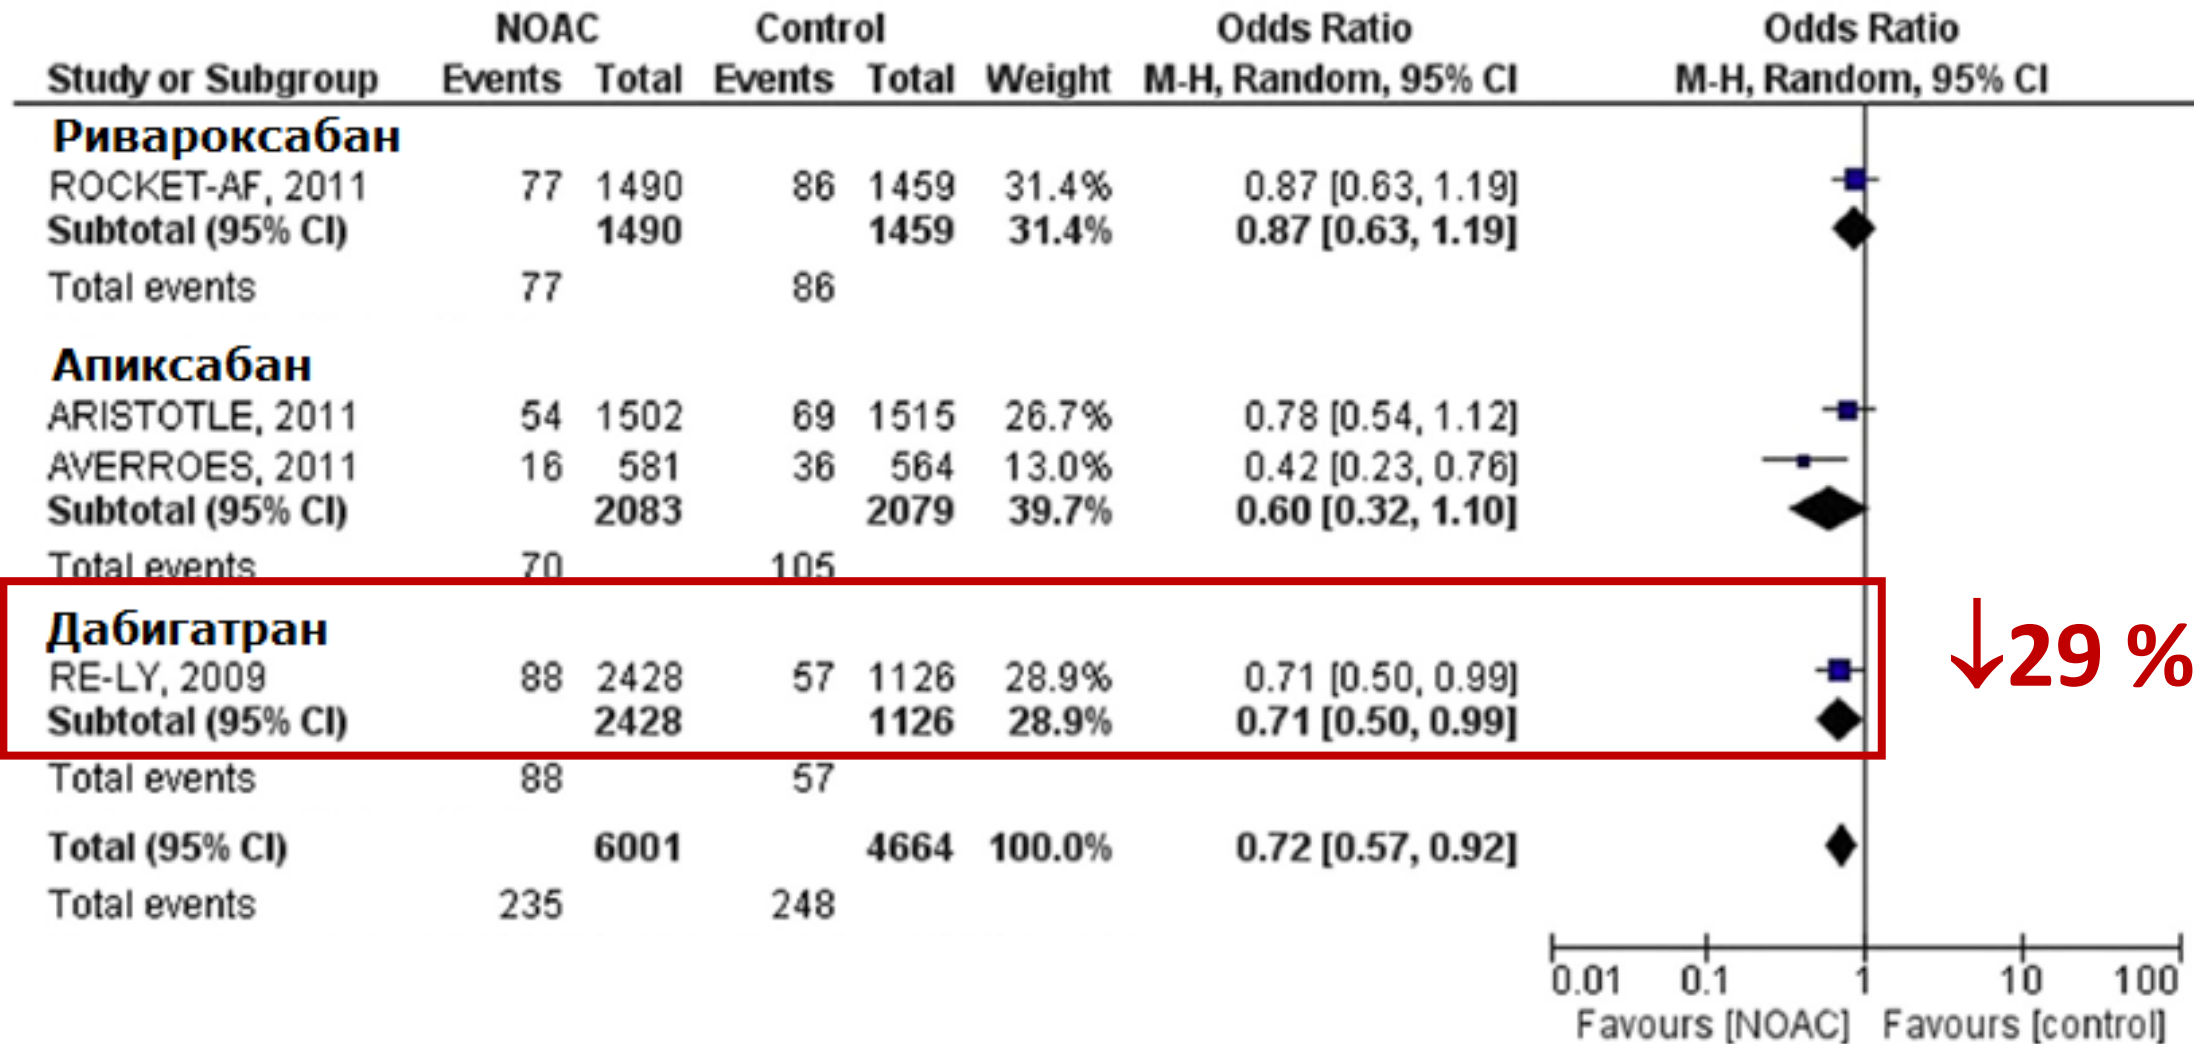 NOAC Control Odds Ratio Odds Ratio
Study or Subgroup Events Total Events Total Weight M-H, Random, 95% CI M-H, Random, 95% CI
Ривароксабан
ROCKET-AF, 2011 77 1490 86 1459 31.4% 0.87 [0.63, 1.19]
Subtotal (95% CI) 1490 1459 31.4% 0.87 [0.63, 1.19]
Total events 77 86
Апиксабан
ARISTOTLE, 2011 54 1502 69 1515 26.7% 0.78 [0.54, 1.12]
AVERROES, 2011 16 581 36 564 13.0% 0.42 [0.23, 0.76]
Subtotal (95% CI) 2083 2079 39.7% 0.60 [0.32, 1.10]
Total events 70 105
Дабигатран
RE-LY, 2009 88 2428 57 1126 28.9% 0.71 [0.50, 0.99]
Subtotal (95% CI) 2428 1126 28.9% 0.71 [0.50, 0.99]
↓29 %
Total events 88 57
Total (95% CI) 6001 4664 100.0% 0.72 [0.57, 0.92]
Total events 235 248
0.01 0.1 1 10 100
Favours [NOAC] Favours [control]